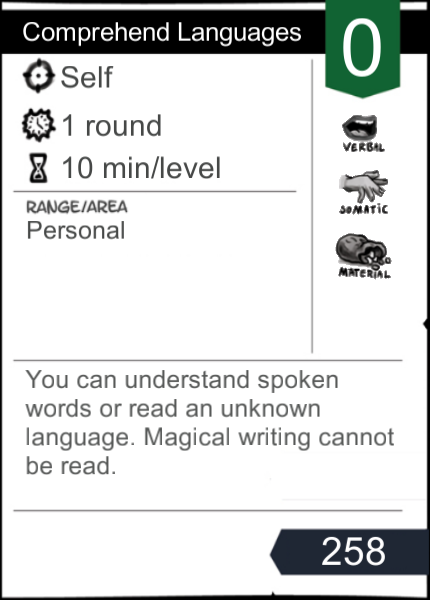 Comprehend Languages
0
Self
1 round
10 min/level
RANGE/AREA
Personal
VERBAL
SOMATIC
MATERIAL
You can understand spoken
words or read an unknown
language. Magical writing cannot
be read.
258